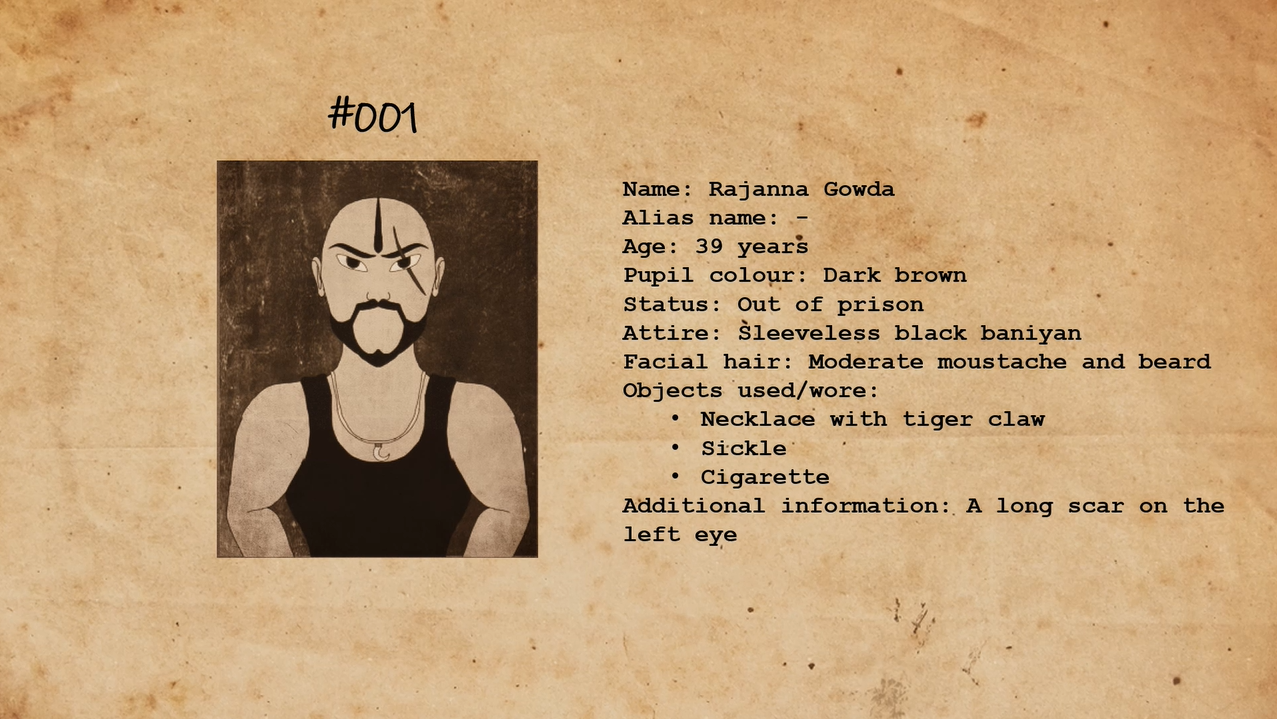 #001
Name: Rajanna Gowda
Alias name: -
Age: 39 years
Pupil colour: Dark brown
Status: Out of prison
Attire: Sleeveless black baniyan
Facial hair: Moderate moustache and beard
Objects used/wore:
• Necklace with tiger claw
• Sickle
• Cigarette
Additional information: A long scar on the
left eye